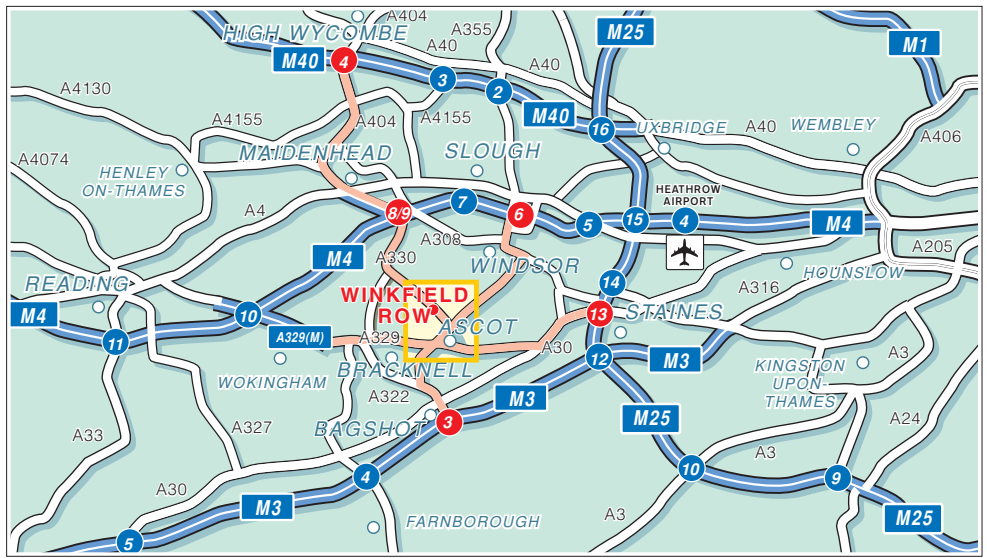 A404
HIGH WYCOMBE
A355
M25
M1
A40
M40
4
3
2
A40
A4130
A4155
A404
A4155
M40
16
UXBRIDGE
A40
WEMBLEY
A406
A4074
HENLEY
ON-THAMES
MAIDENHEAD
SLOUGH
HEATHROW
AIRPORT
A4
8/9
7
6
5
15
4
M4
A308
A205
M4
A330
WINDSOR
HOUNSLOW
READING
14
A316
WINKFIELD
ROW
M4
10
13
STAINES
11
A329(M)
A329
ASCOT
A30
12
M3
A3
WOKINGHAM
BRACKNELL
KINGSTON
UPON-
THAMES
A322
M3
M25
A33
A327
BAGSHOT
3
A24
A3
A30
4
10
9
M3
A3
M25
FARNBOROUGH
5